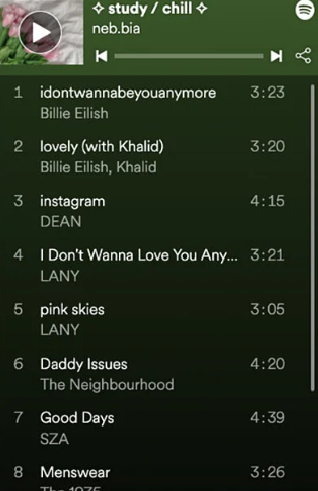 ✧ study / chill ✧
neb.bia
1 idontwannabeyouanymore 3:23
Billie Eilish
2 lovely (with Khalid) 3:20
Billie Eilish, Khalid
3 instagram 4:15
DEAN
4 I Don't Wanna Love You Any... 3:21
LANY
5 pink skies 3:05
LANY
6 Daddy Issues 4:20
The Neighbourhood
7 Good Days 4:39
SZA
8 Menswear 3:26
The 1975